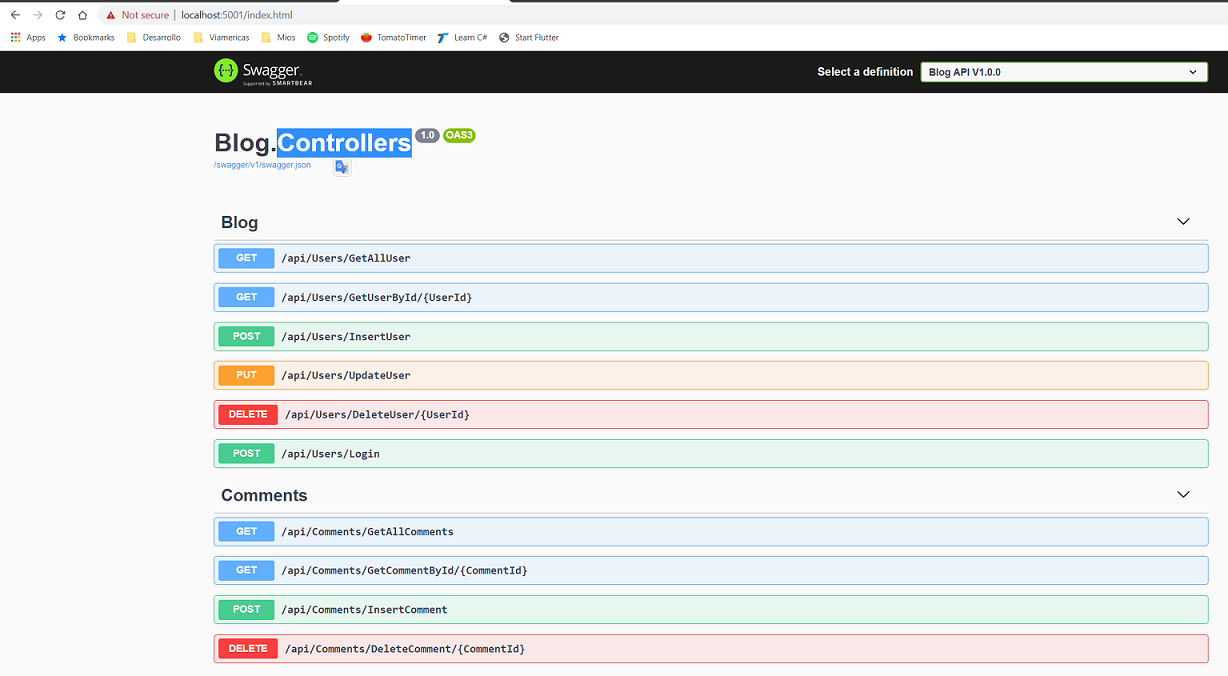 Not secure | localhost:5001/index.html
Apps Bookmarks Desarrollo Viamericas Mios Spotify TomatoTimer Learn C# Start Flutter
{···} Swagger. Select a definition Blog API V1.0.0
Supported by SMARTBEAR
Blog.Controllers 1.0 OAS3
/swagger/v1/swagger.json
Blog
GET /api/Users/GetAllUser
GET /api/Users/GetUserById/{UserId}
POST /api/Users/InsertUser
PUT /api/Users/UpdateUser
DELETE /api/Users/DeleteUser/{UserId}
POST /api/Users/Login
Comments
GET /api/Comments/GetAllComments
GET /api/Comments/GetCommentById/{CommentId}
POST /api/Comments/InsertComment
DELETE /api/Comments/DeleteComment/{CommentId}